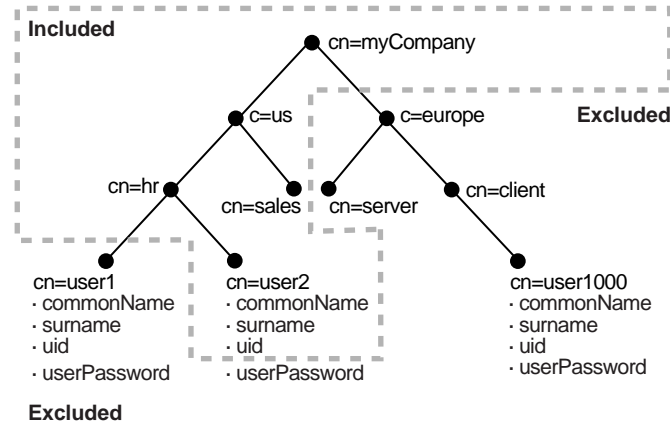 Included
cn=myCompany
c=us
c=europe
Excluded
cn=hr
cn=sales
cn=server
cn=client
cn=user1
· commonName
· surname
· uid
· userPassword
cn=user2
· commonName
· surname
· uid
· userPassword
cn=user1000
· commonName
· surname
· uid
· userPassword
Excluded